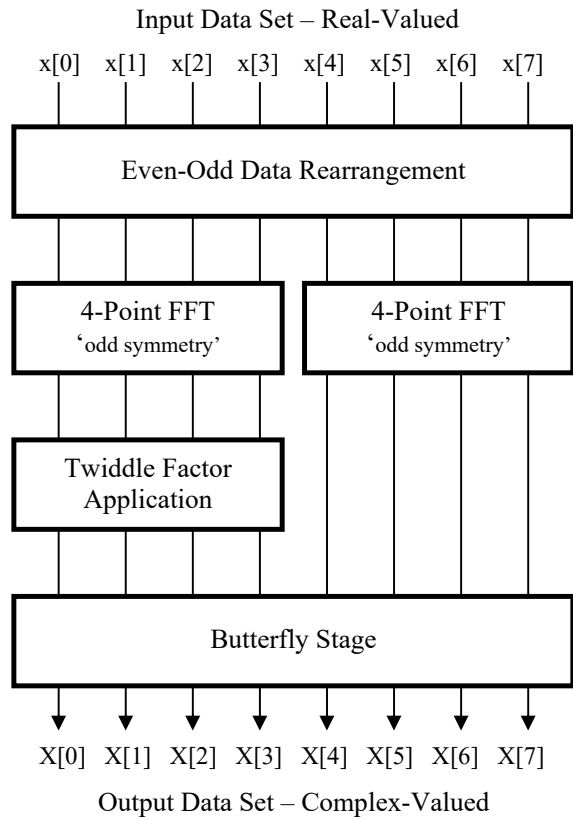 Input Data Set – Real-Valued
x[0] x[1] x[2] x[3] x[4] x[5] x[6] x[7]
Even-Odd Data Rearrangement
4-Point FFT 4-Point FFT
‘odd symmetry’ ‘odd symmetry’
Twiddle Factor
Application
Butterfly Stage
X[0] X[1] X[2] X[3] X[4] X[5] X[6] X[7]
Output Data Set – Complex-Valued